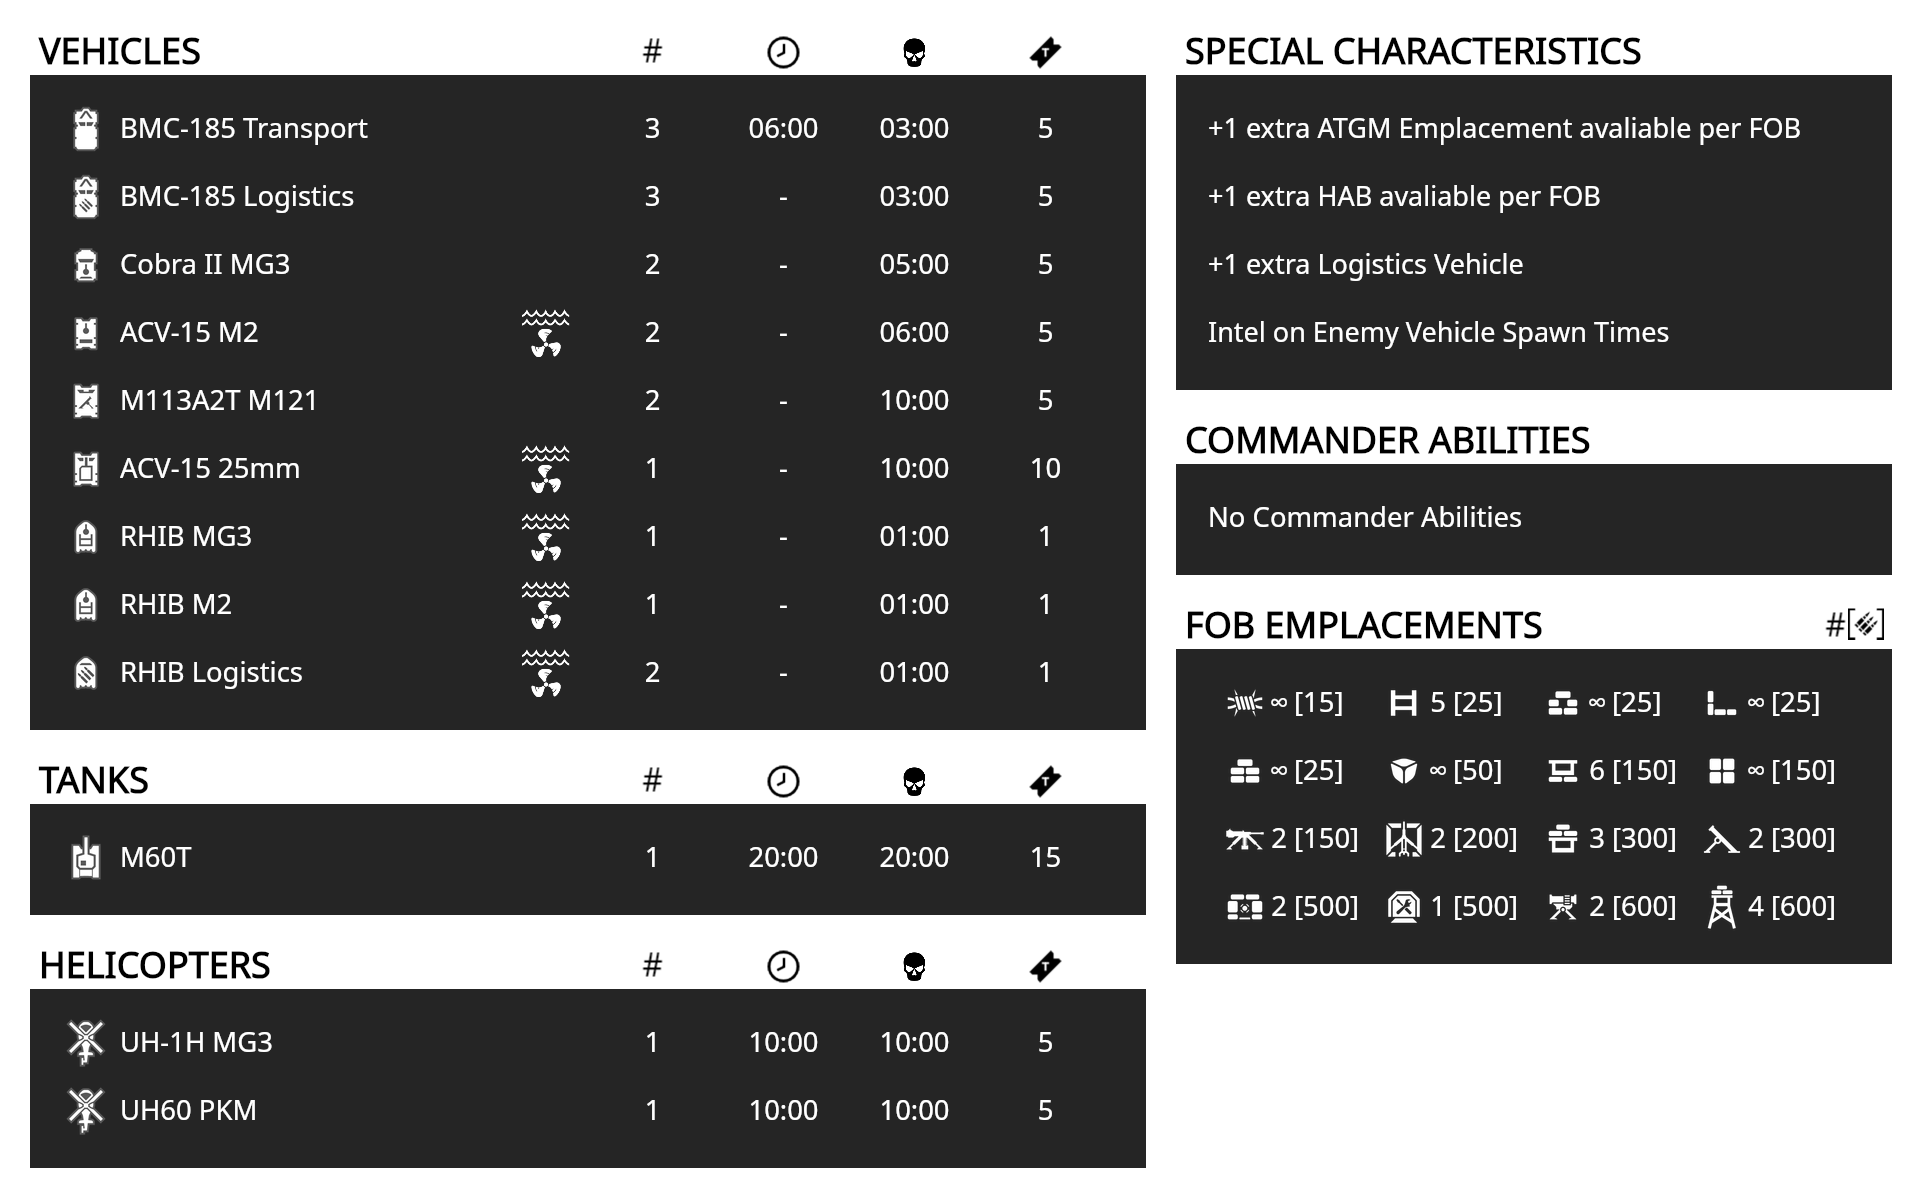 VEHICLES #
BMC-185 Transport 3 06:00 03:00 5
BMC-185 Logistics 3 - 03:00 5
Cobra II MG3 2 - 05:00 5
ACV-15 M2 2 - 06:00 5
M113A2T M121 2 - 10:00 5
ACV-15 25mm 1 - 10:00 10
RHIB MG3 1 - 01:00 1
RHIB M2 1 - 01:00 1
RHIB Logistics 2 - 01:00 1
TANKS #
M60T 1 20:00 20:00 15
HELICOPTERS #
UH-1H MG3 1 10:00 10:00 5
UH60 PKM 1 10:00 10:00 5
SPECIAL CHARACTERISTICS
+1 extra ATGM Emplacement avaliable per FOB
+1 extra HAB avaliable per FOB
+1 extra Logistics Vehicle
Intel on Enemy Vehicle Spawn Times
COMMANDER ABILITIES
No Commander Abilities
FOB EMPLACEMENTS #[]
∞ [15] 5 [25] ∞ [25] ∞ [25]
∞ [25] ∞ [50] 6 [150] ∞ [150]
2 [150] 2 [200] 3 [300] 2 [300]
2 [500] 1 [500] 2 [600] 4 [600]